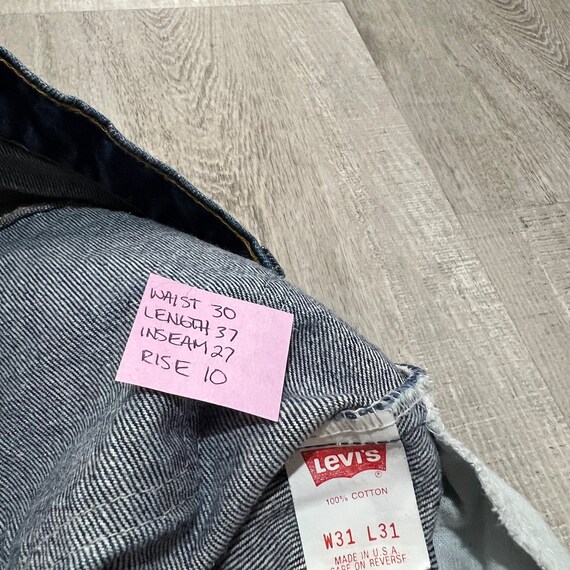 WAIST 30
LENGTH 37
INSEAM 27
RISE 10
Levi's
®
100% COTTON
W31 L31
MADE IN U.S.A.
CARE ON REVERSE